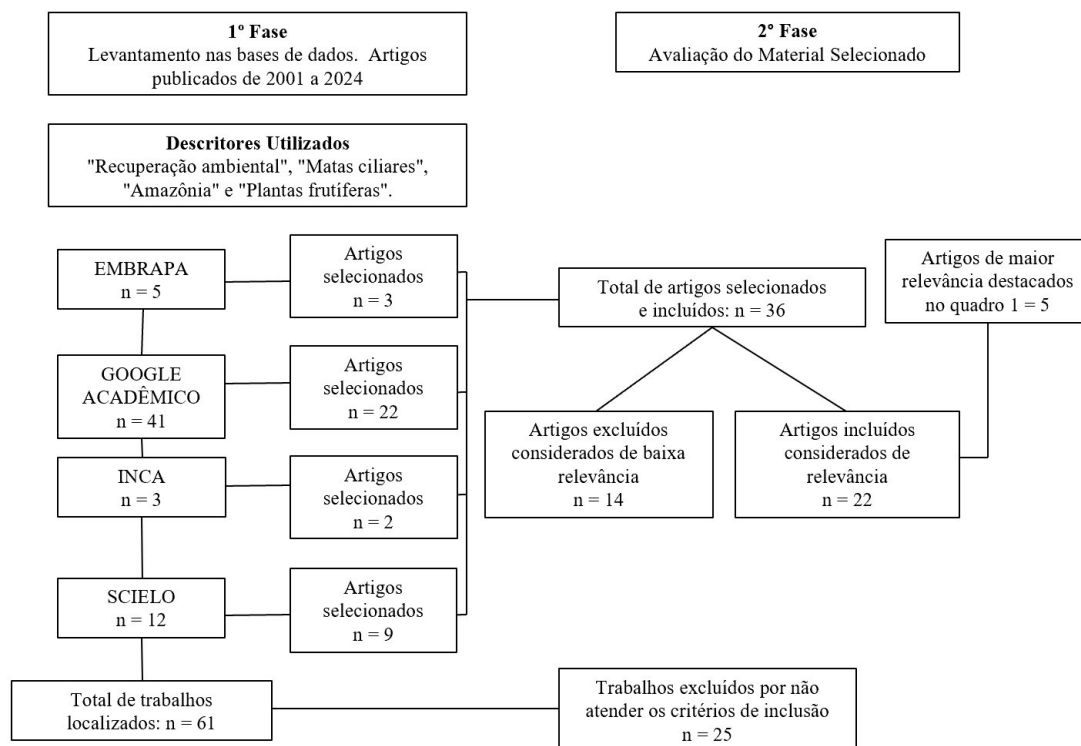 1º Fase
Levantamento nas bases de dados. Artigos
publicados de 2001 a 2024
2º Fase
Avaliação do Material Selecionado
Descritores Utilizados
"Recuperação ambiental", "Matas ciliares",
"Amazônia" e "Plantas frutíferas".
EMBRAPA
n = 5
Artigos
selecionados
n = 3
Total de artigos selecionados
e incluídos: n = 36
Artigos de maior
relevância destacados
no quadro 1 = 5
GOOGLE
ACADÊMICO
n = 41
Artigos
selecionados
n = 22
Artigos excluídos
considerados de baixa
relevância
n = 14
Artigos incluídos
considerados de
relevância
n = 22
INCA
n = 3
Artigos
selecionados
n = 2
SCIELO
n = 12
Artigos
selecionados
n = 9
Total de trabalhos
localizados: n = 61
Trabalhos excluídos por não
atender os critérios de inclusão
n = 25